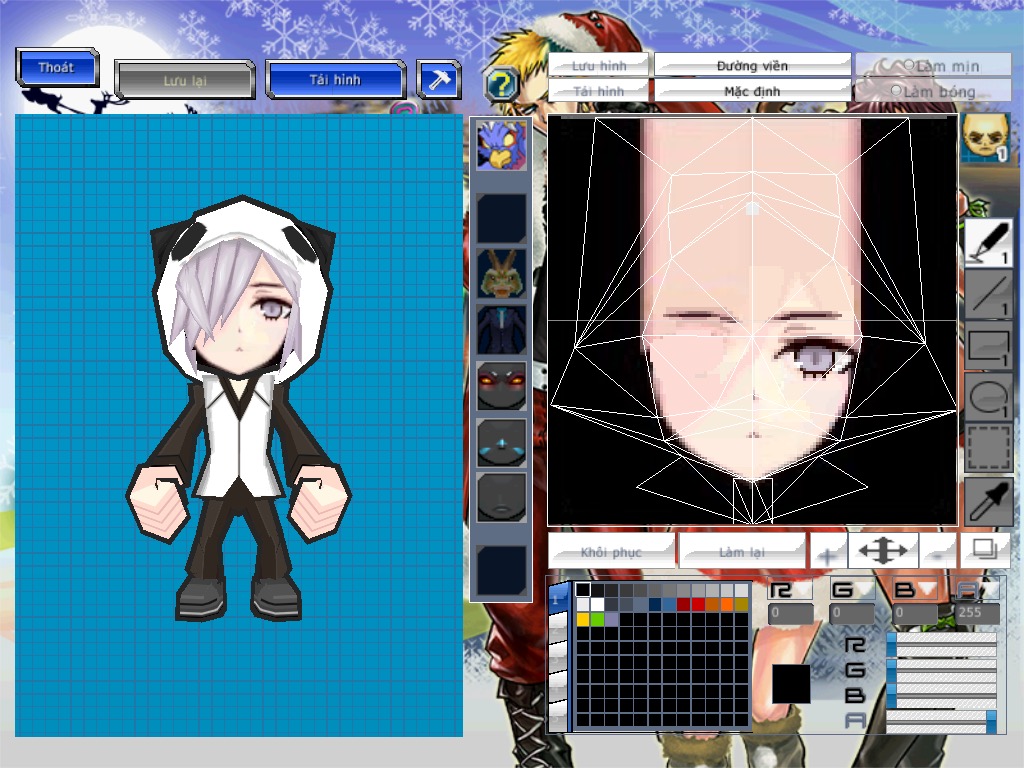 Thoát
Lưu lại
Tải hình
?
Lưu hình
Đường viền
Làm mịn
Tải hình
Mặc định
Làm bóng
1
1
1
1
1
Khôi phục
Làm lại
+
-
1
R G B A
0 0 0 255
R
G
B
A